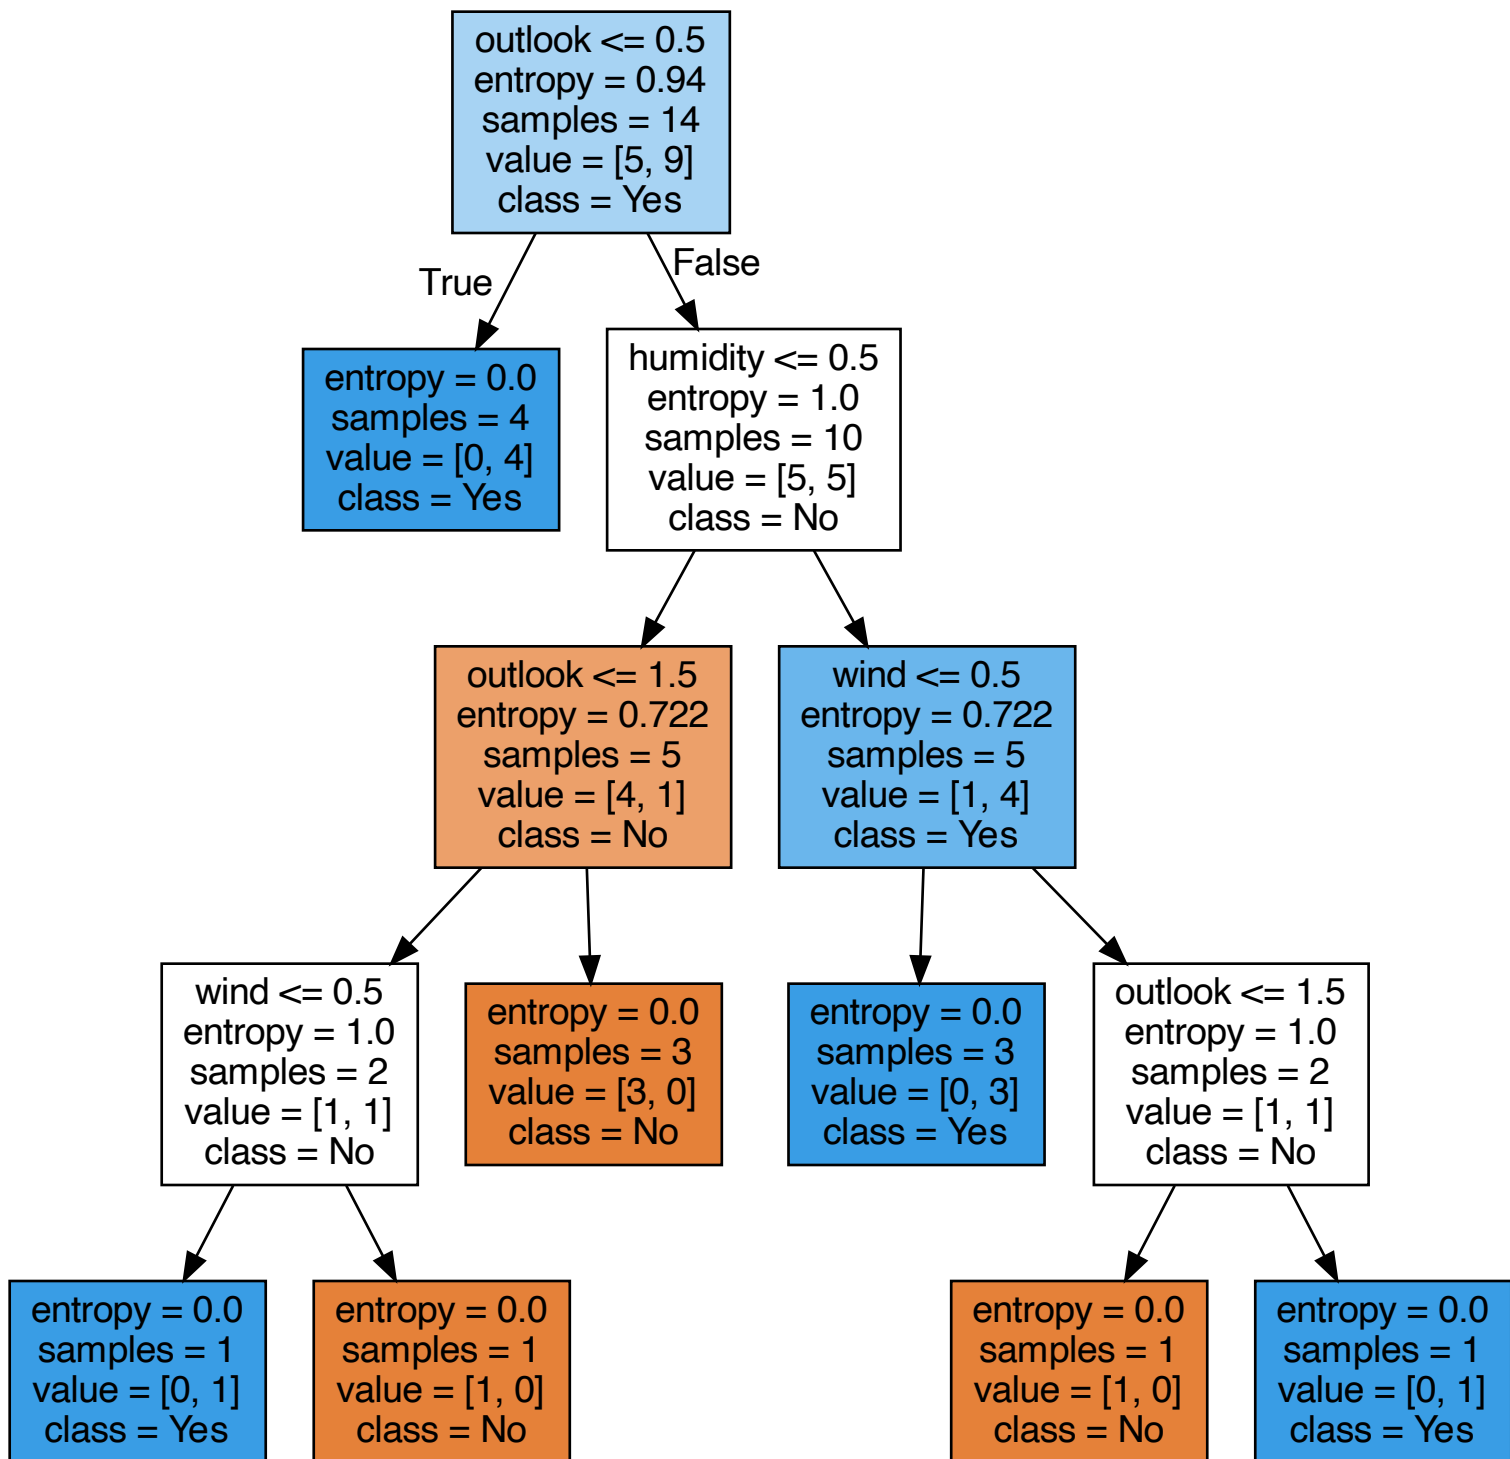 outlook <= 0.5
entropy = 0.94
samples = 14
value = [5, 9]
class = Yes
True
False
entropy = 0.0
samples = 4
value = [0, 4]
class = Yes
humidity <= 0.5
entropy = 1.0
samples = 10
value = [5, 5]
class = No
outlook <= 1.5
entropy = 0.722
samples = 5
value = [4, 1]
class = No
wind <= 0.5
entropy = 0.722
samples = 5
value = [1, 4]
class = Yes
wind <= 0.5
entropy = 1.0
samples = 2
value = [1, 1]
class = No
entropy = 0.0
samples = 3
value = [3, 0]
class = No
entropy = 0.0
samples = 3
value = [0, 3]
class = Yes
outlook <= 1.5
entropy = 1.0
samples = 2
value = [1, 1]
class = No
entropy = 0.0
samples = 1
value = [0, 1]
class = Yes
entropy = 0.0
samples = 1
value = [1, 0]
class = No
entropy = 0.0
samples = 1
value = [1, 0]
class = No
entropy = 0.0
samples = 1
value = [0, 1]
class = Yes